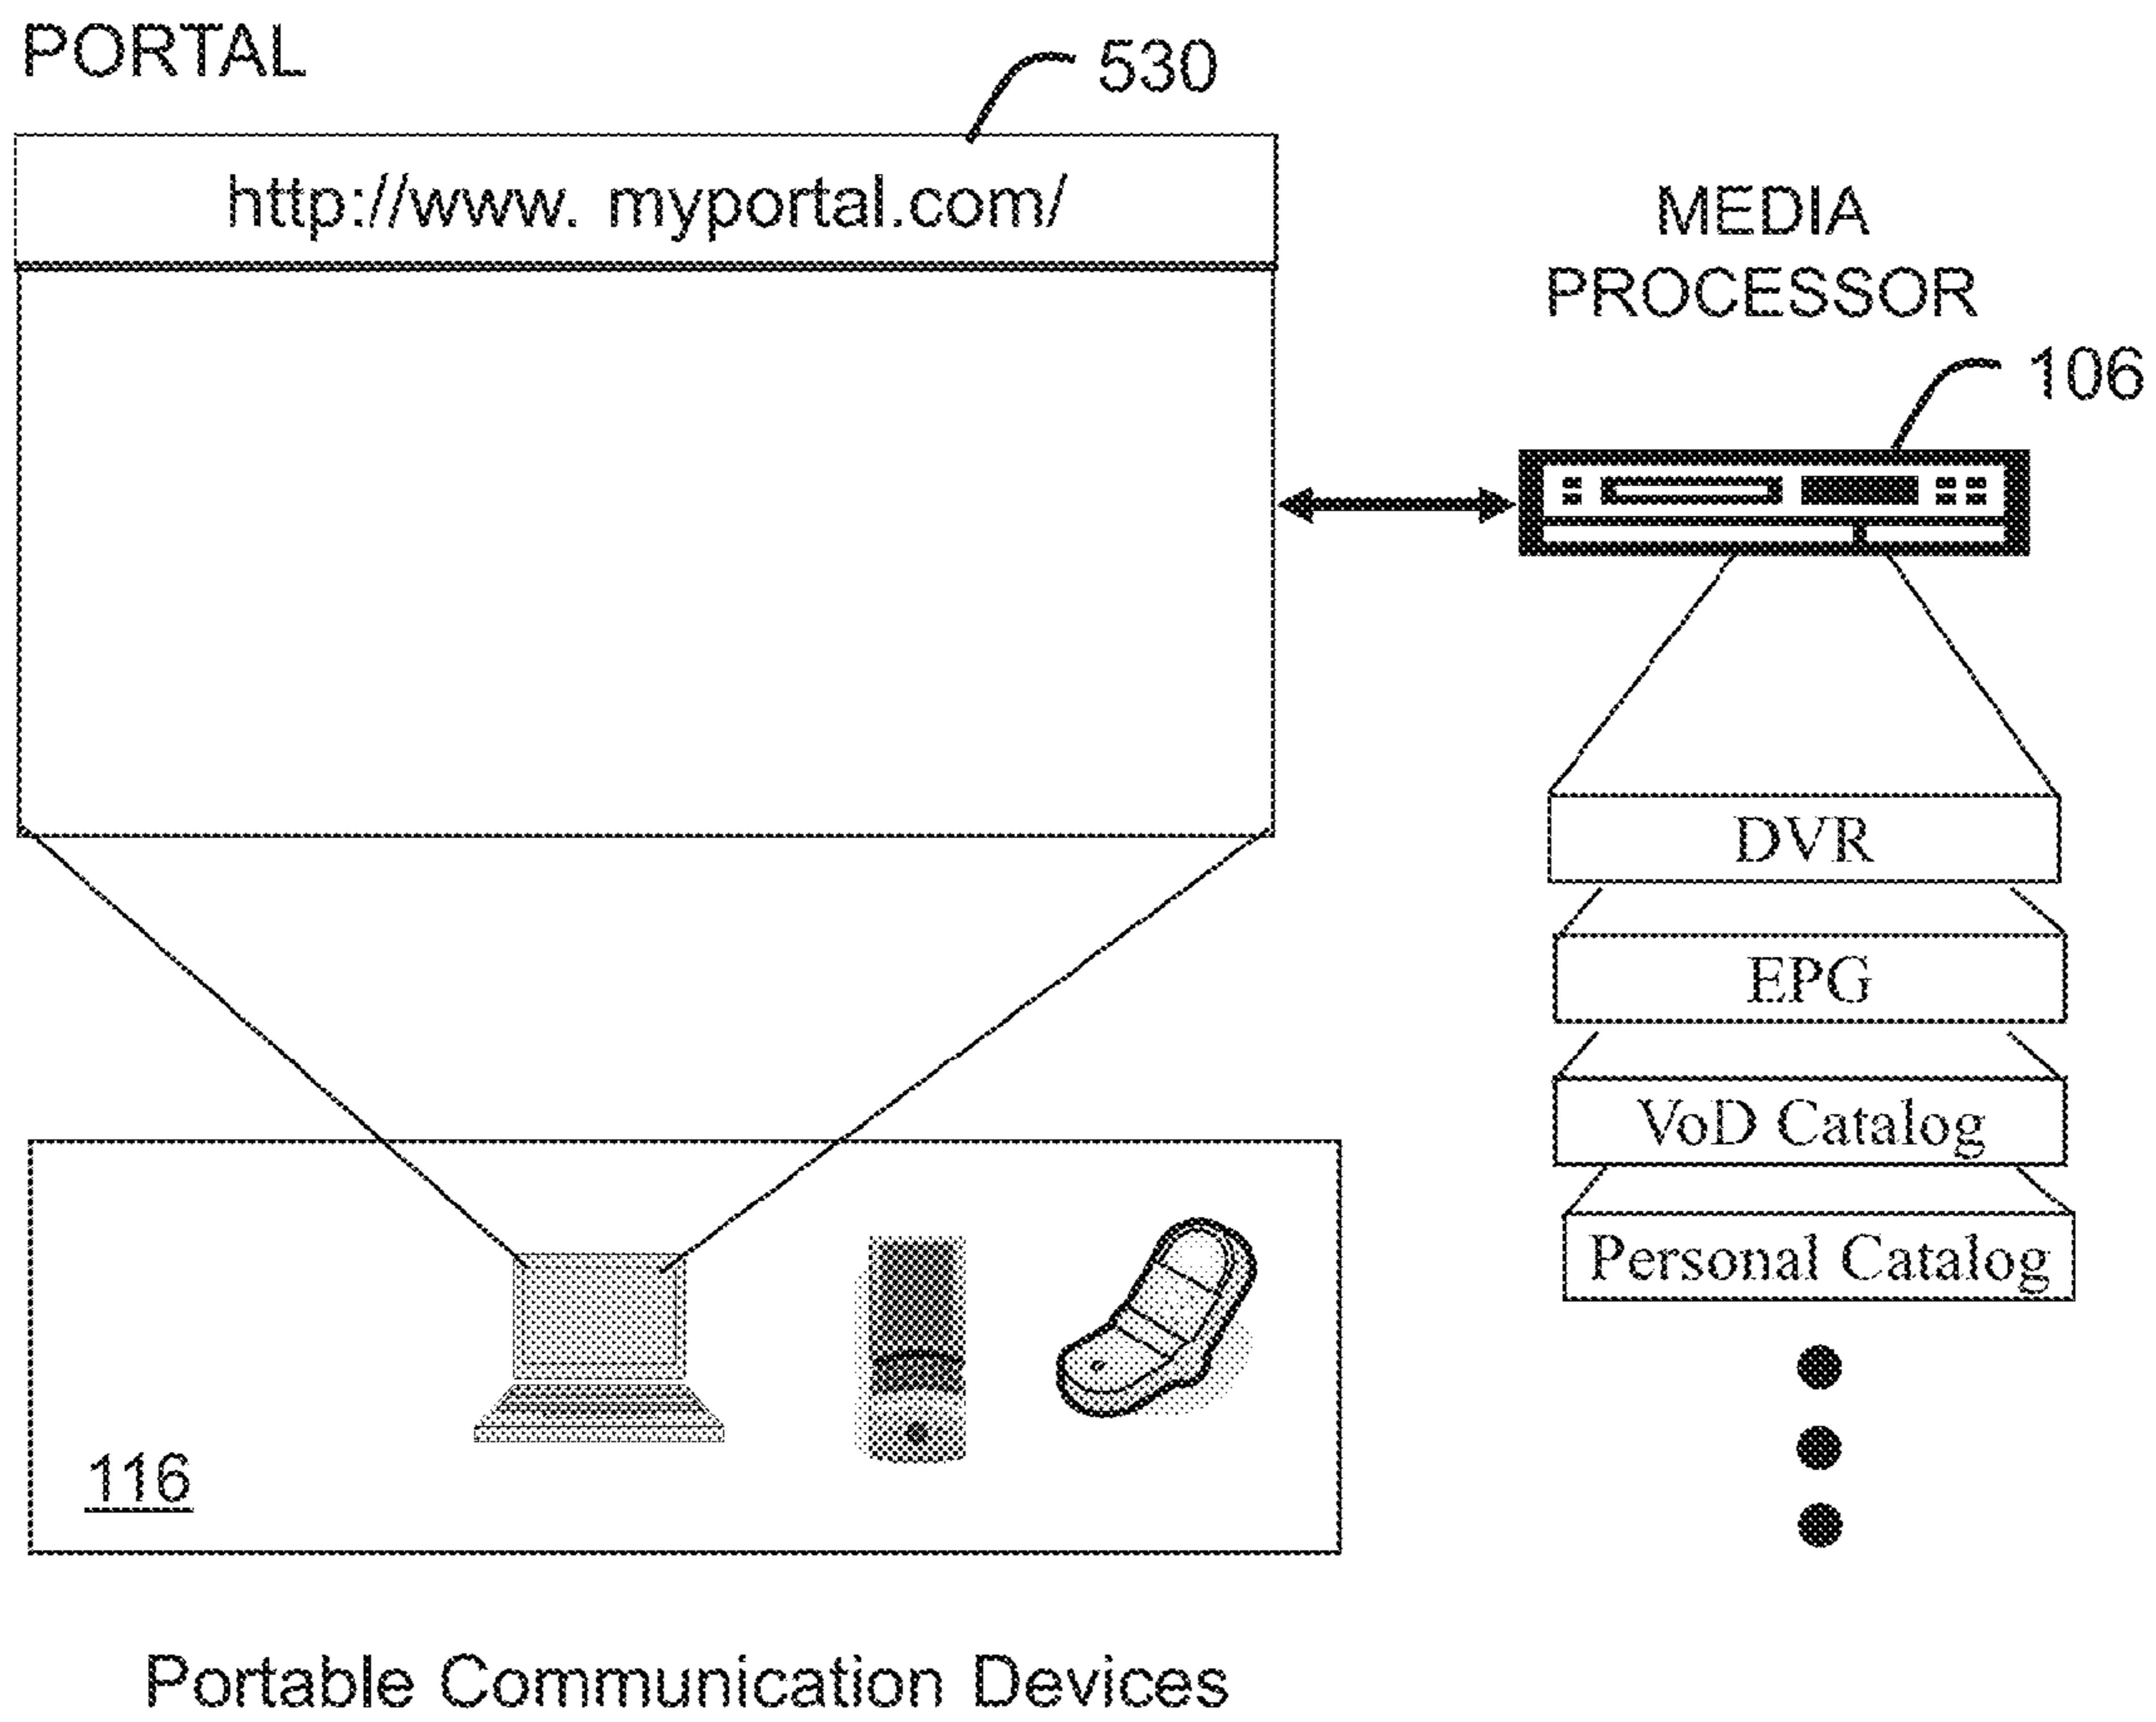 PORTAL
530
http://www. myportal.com/
MEDIA
PROCESSOR
106
DVR
EPG
VoD Catalog
Personal Catalog
116
Portable Communication Devices